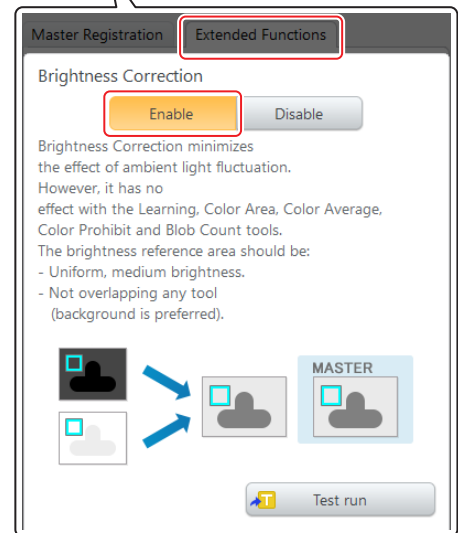 Master Registration
Extended Functions
Brightness Correction
Enable
Disable
Brightness Correction minimizes
the effect of ambient light fluctuation.
However, it has no
effect with the Learning, Color Area, Color Average,
Color Prohibit and Blob Count tools.
The brightness reference area should be:
- Uniform, medium brightness.
- Not overlapping any tool
(background is preferred).
MASTER
T
Test run